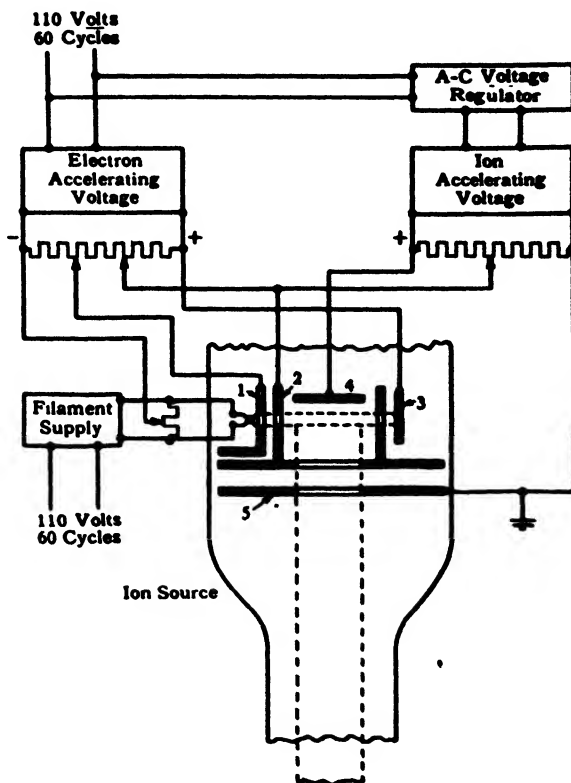 110 Volts
60 Cycles
A-C Voltage
Regulator
Electron
Accelerating
Voltage
Ion
Accelerating
Voltage
- + +
1 2 4 3
Filament
Supply
5
110 Volts
60 Cycles
Ion Source